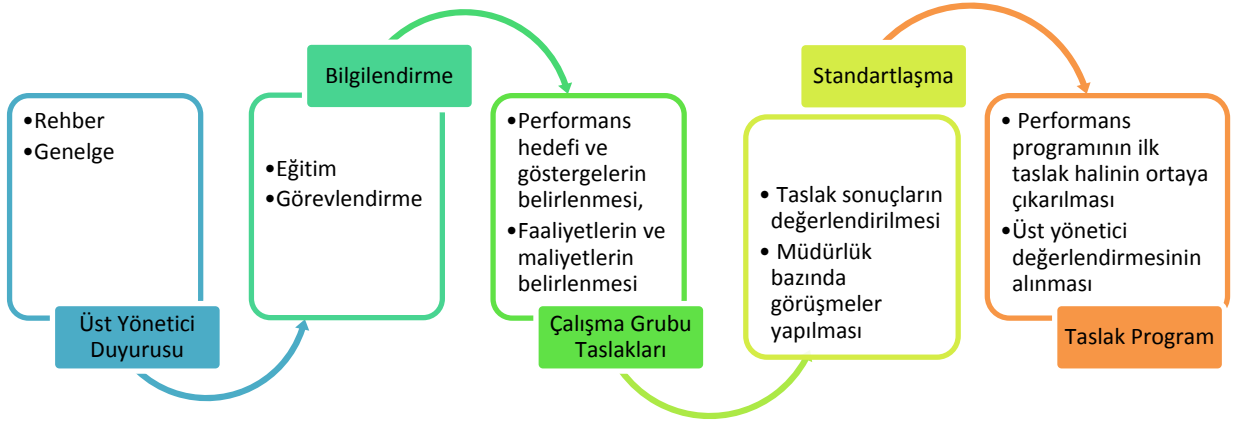 •Rehber
•Genelge
Üst Yönetici
Duyurusu
Bilgilendirme
•Eğitim
•Görevlendirme
•Performans
hedefi ve
göstergelerin
belirlenmesi,
•Faaliyetlerin ve
maliyetlerin
belirlenmesi
Çalışma Grubu
Taslakları
Standartlaşma
• Taslak sonuçların
değerlendirilmesi
• Müdürlük
bazında
görüşmeler
yapılması
• Performans
programının ilk
taslak halinin ortaya
çıkarılması
•Üst yönetici
değerlendirmesinin
alınması
Taslak Program